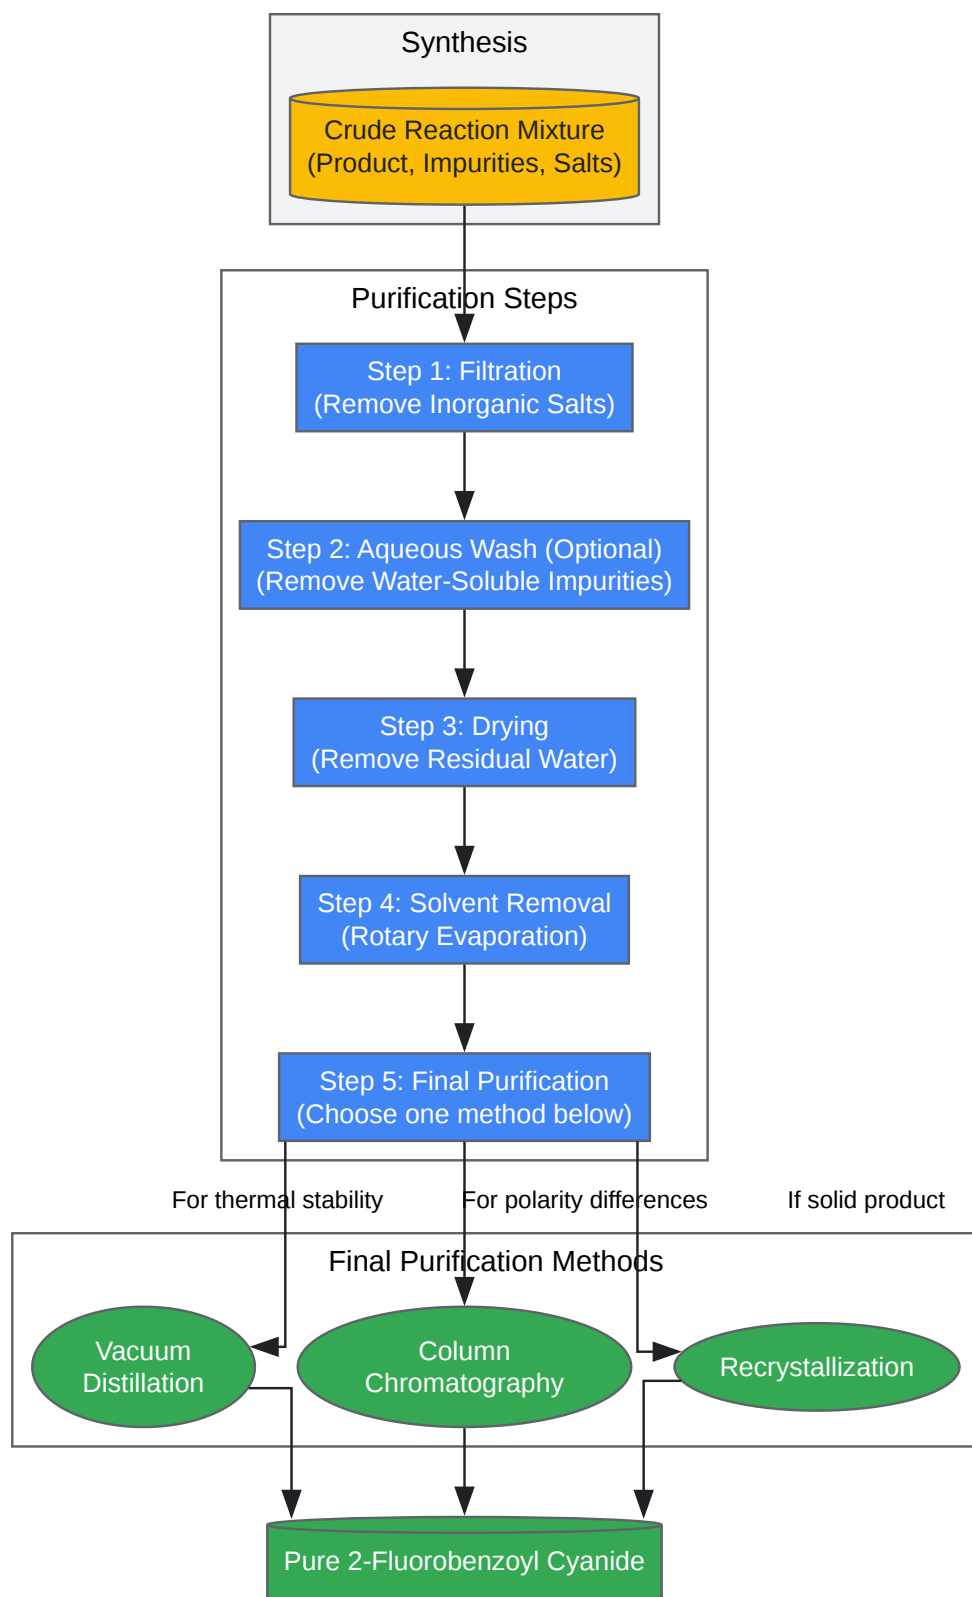 Synthesis
Crude Reaction Mixture
(Product, Impurities, Salts)
Purification Steps
Step 1: Filtration
(Remove Inorganic Salts)
Step 2: Aqueous Wash (Optional)
(Remove Water-Soluble Impurities)
Step 3: Drying
(Remove Residual Water)
Step 4: Solvent Removal
(Rotary Evaporation)
Step 5: Final Purification
(Choose one method below)
For thermal stability
For polarity differences
If solid product
Final Purification Methods
Vacuum
Distillation
Column
Chromatography
Recrystallization
Pure 2-Fluorobenzoyl Cyanide